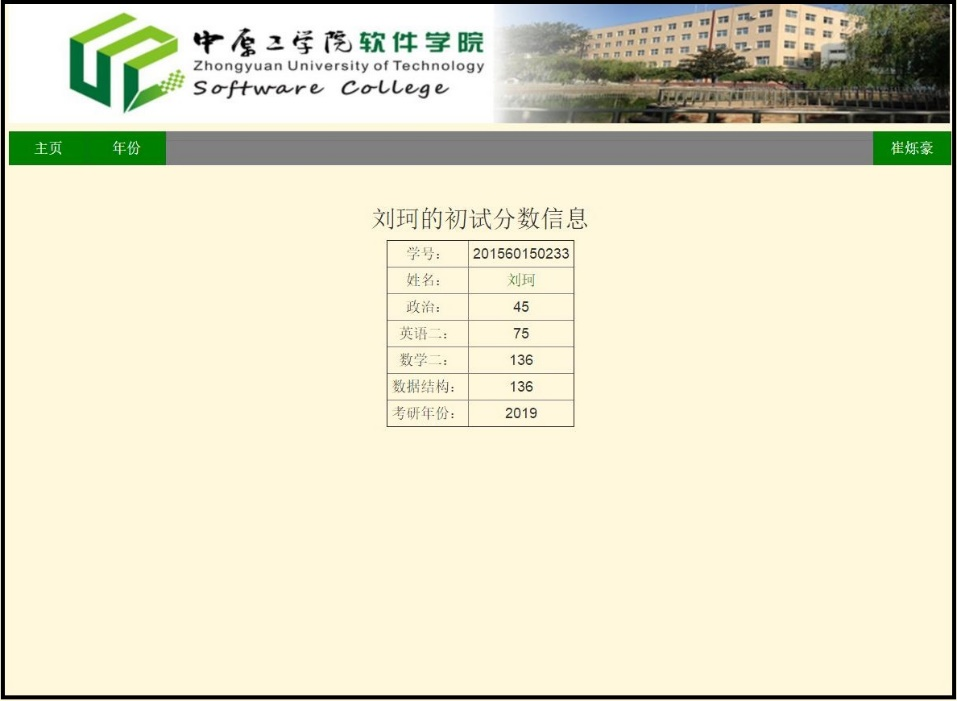 中原工学院软件学院
Zhongyuan University of Technology
Software College
主页 年份 崔烁豪
刘珂的初试分数信息
学号： 201560150233
姓名： 刘珂
政治： 45
英语二： 75
数学二： 136
数据结构： 136
考研年份： 2019